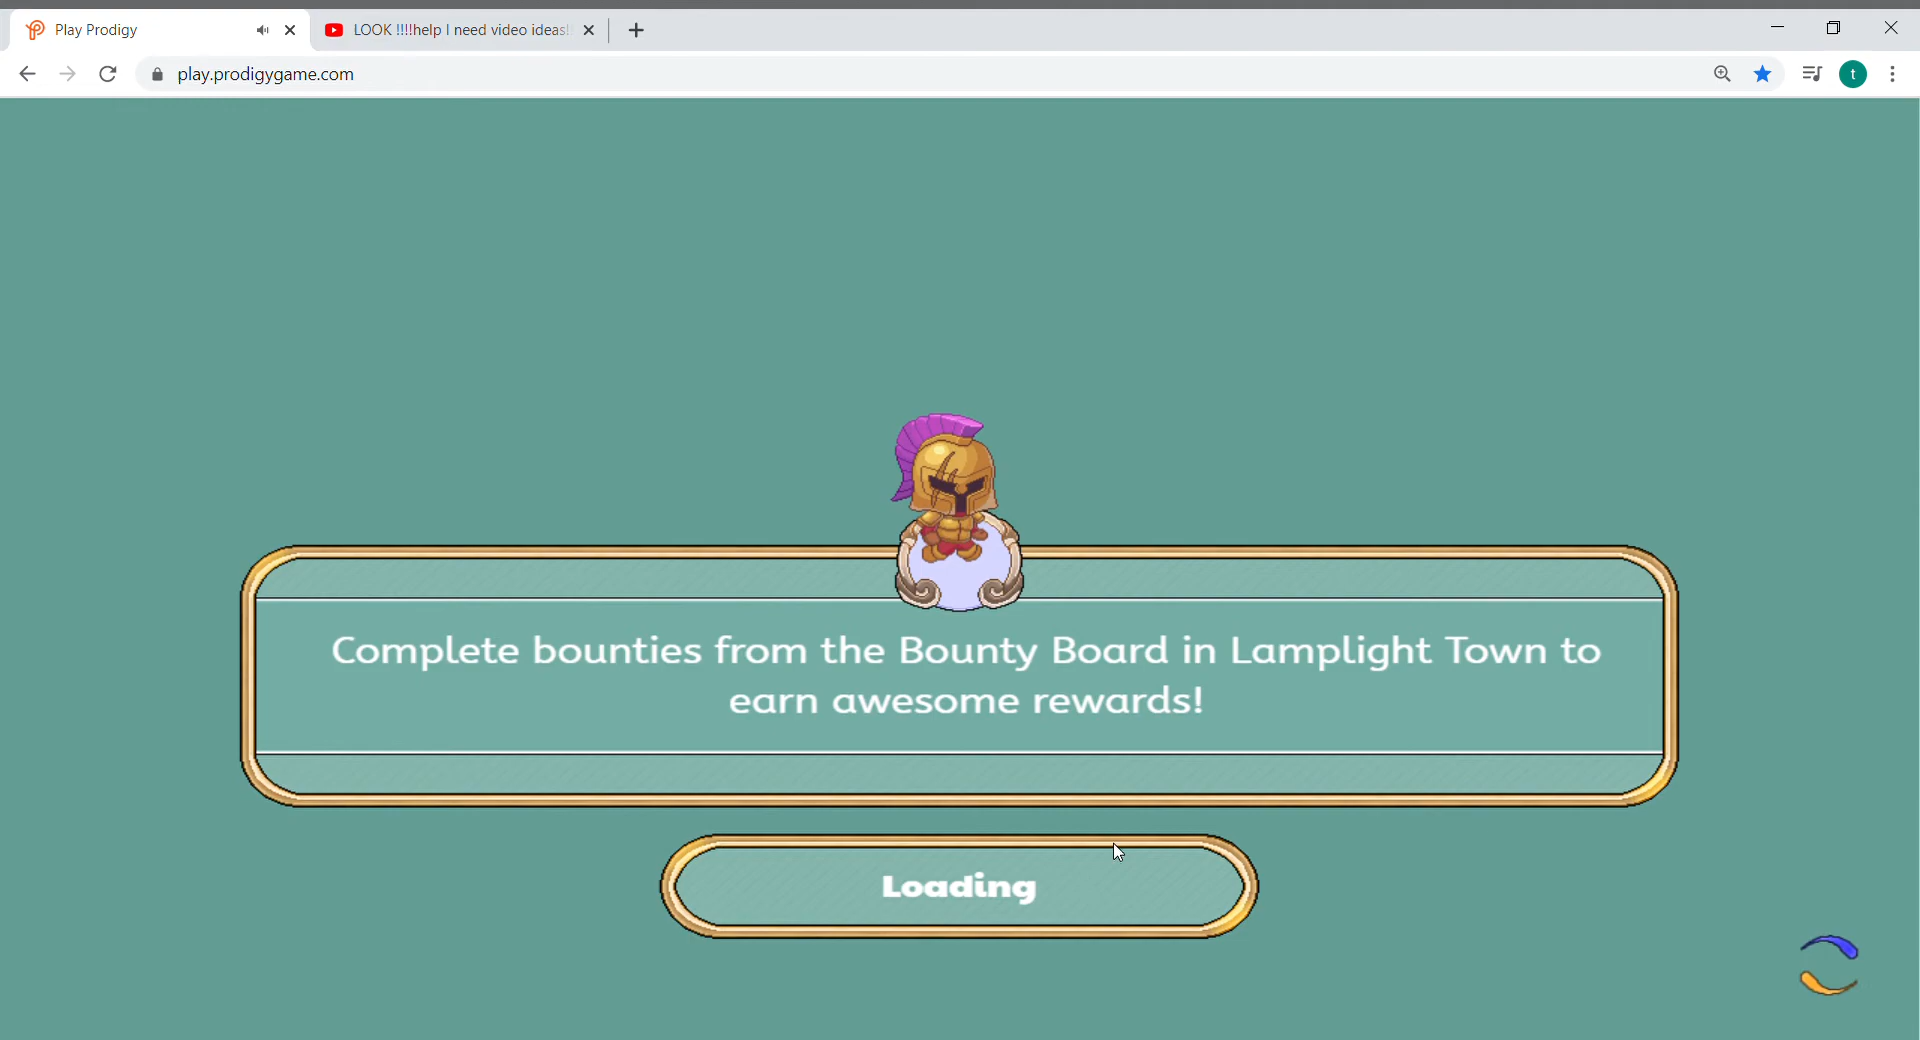 Play Prodigy
LOOK !!!!help I need video ideas!
play.prodigygame.com
t
Complete bounties from the Bounty Board in Lamplight Town to
earn awesome rewards!
Loading